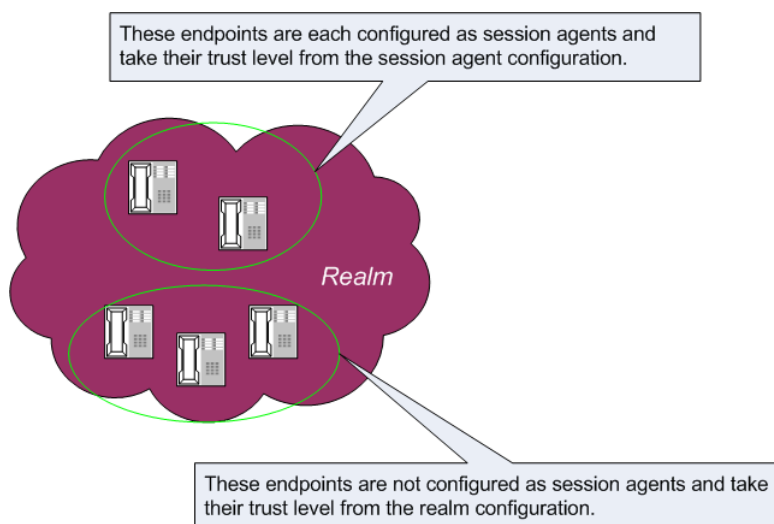 These endpoints are each configured as session agents and
take their trust level from the session agent configuration.
Realm
These endpoints are not configured as session agents and take
their trust level from the realm configuration.